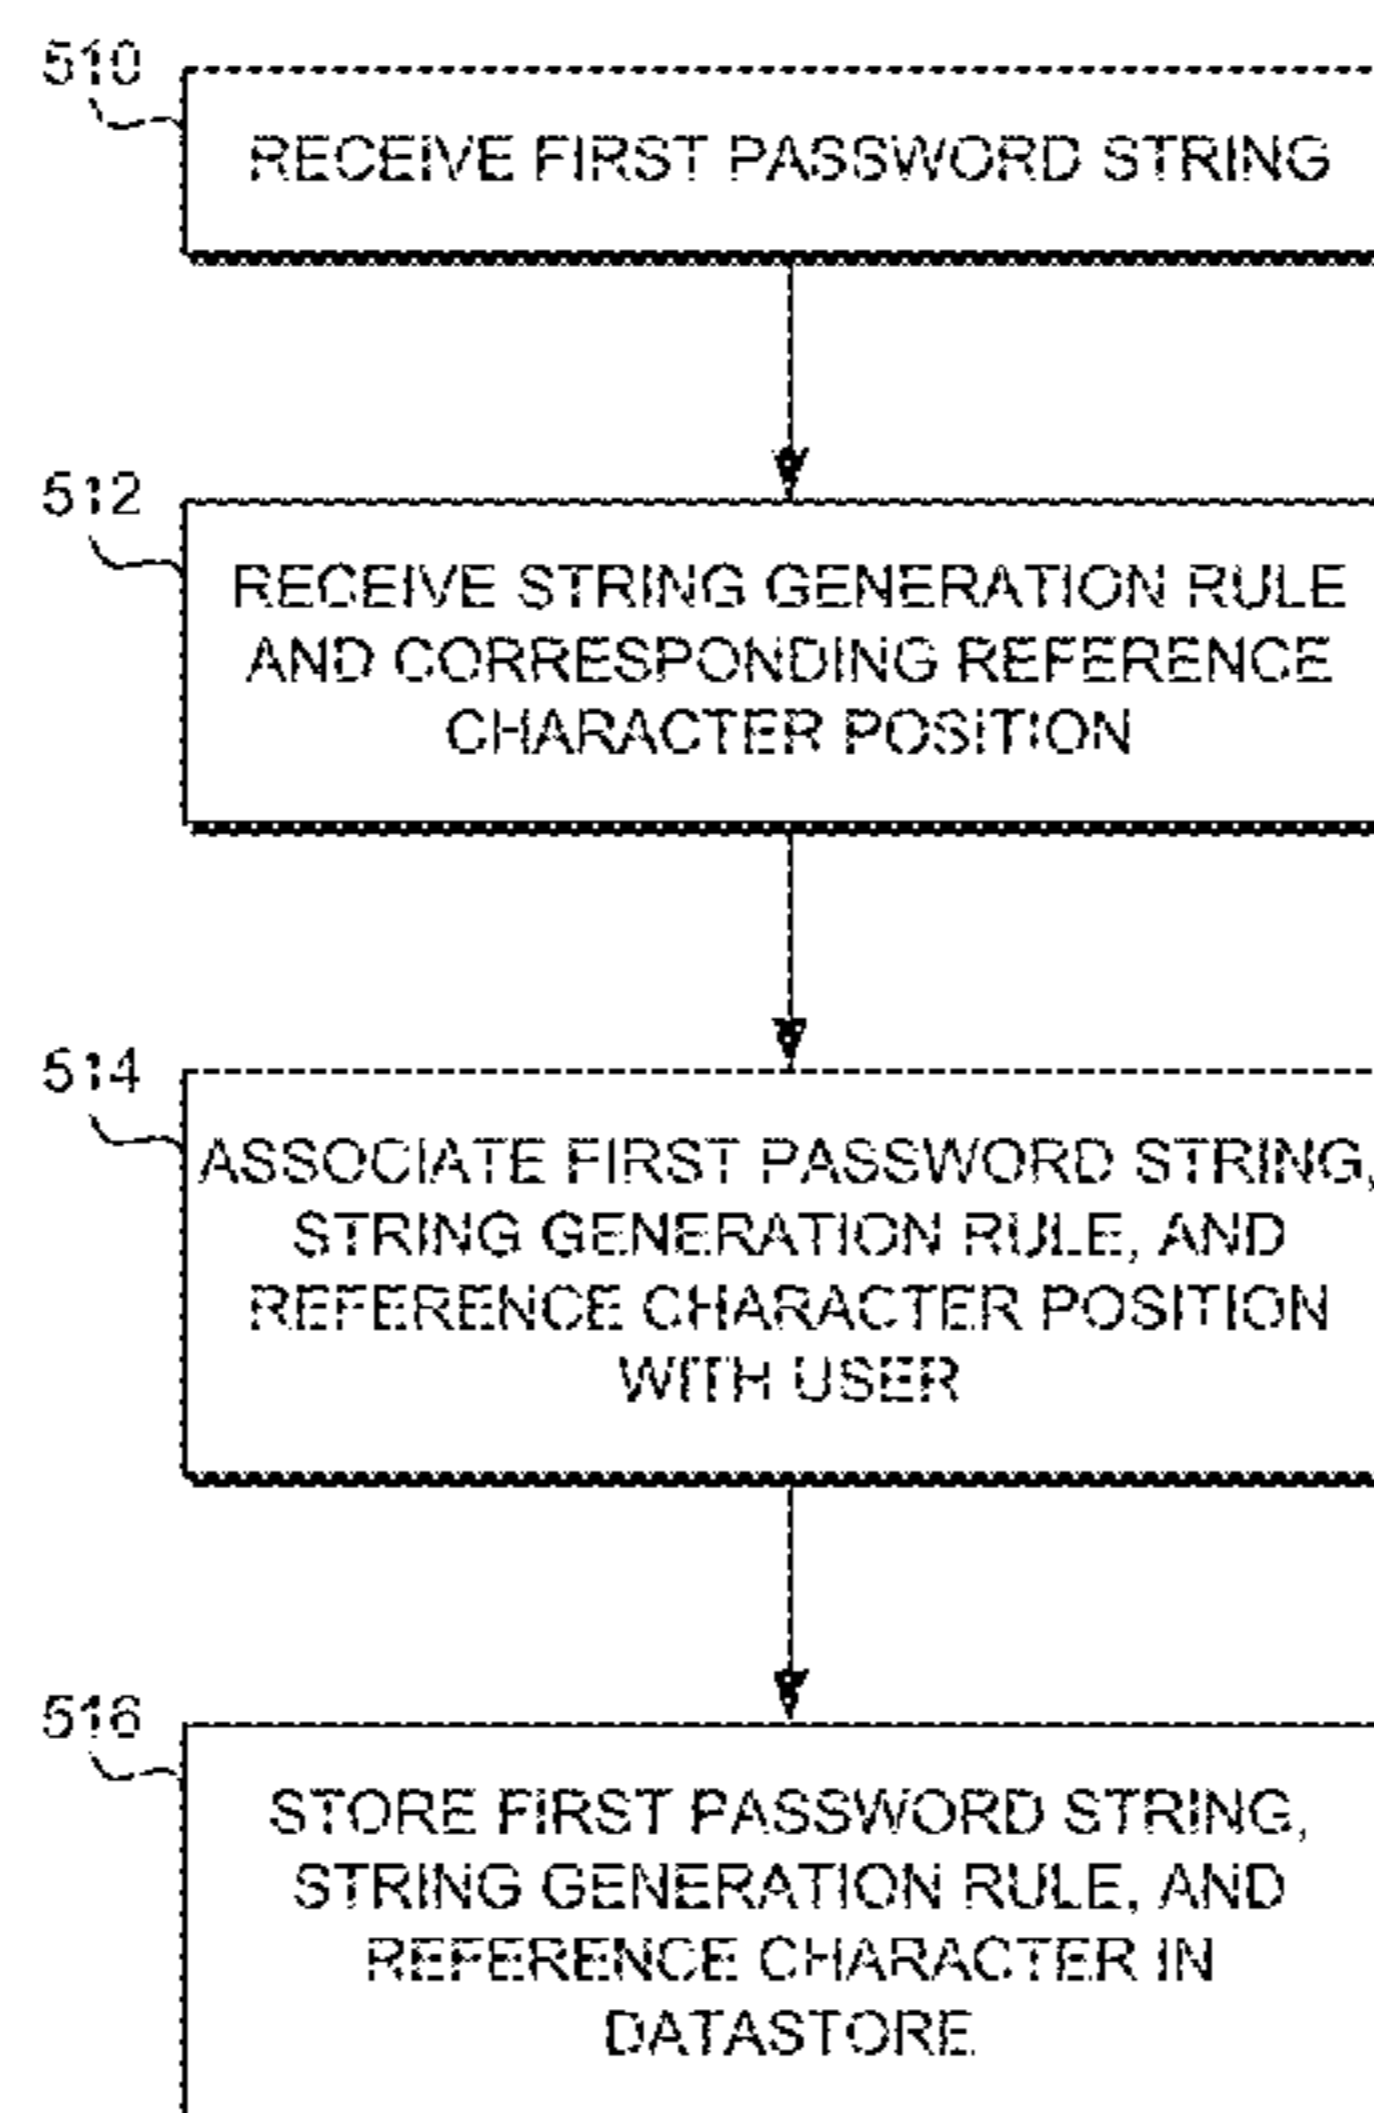 510
RECEIVE FIRST PASSWORD STRING
512
RECEIVE STRING GENERATION RULE
AND CORRESPONDING REFERENCE
CHARACTER POSITION
514
ASSOCIATE FIRST PASSWORD STRING,
STRING GENERATION RULE, AND
REFERENCE CHARACTER POSITION
WITH USER
516
STORE FIRST PASSWORD STRING,
STRING GENERATION RULE, AND
REFERENCE CHARACTER IN
DATASTORE